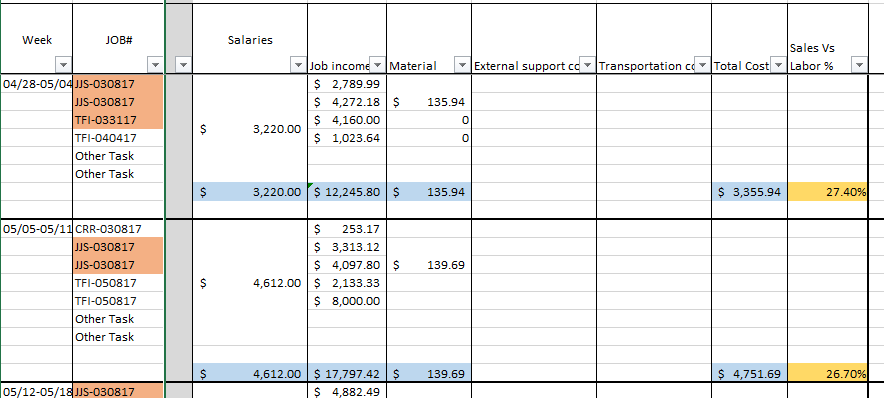 Week JOB# Salaries Job income Material External support co Transportation co Total Cost Sales Vs Labor %
04/28-05/04 JJS-030817 $ 2,789.99
JJS-030817 $ 4,272.18 $ 135.94
TFI-033117 $ 3,220.00 $ 4,160.00 0
TFI-040417 $ 1,023.64 0
Other Task
Other Task
$ 3,220.00 $ 12,245.80 $ 135.94 $ 3,355.94 27.40%
05/05-05/11 CRR-030817 $ 253.17
JJS-030817 $ 3,313.12
JJS-030817 $ 4,097.80 $ 139.69
TFI-050817 $ 4,612.00 $ 2,133.33
TFI-050817 $ 8,000.00
Other Task
Other Task
$ 4,612.00 $ 17,797.42 $ 139.69 $ 4,751.69 26.70%
05/12-05/18 JJS-030817 $ 4,882.49